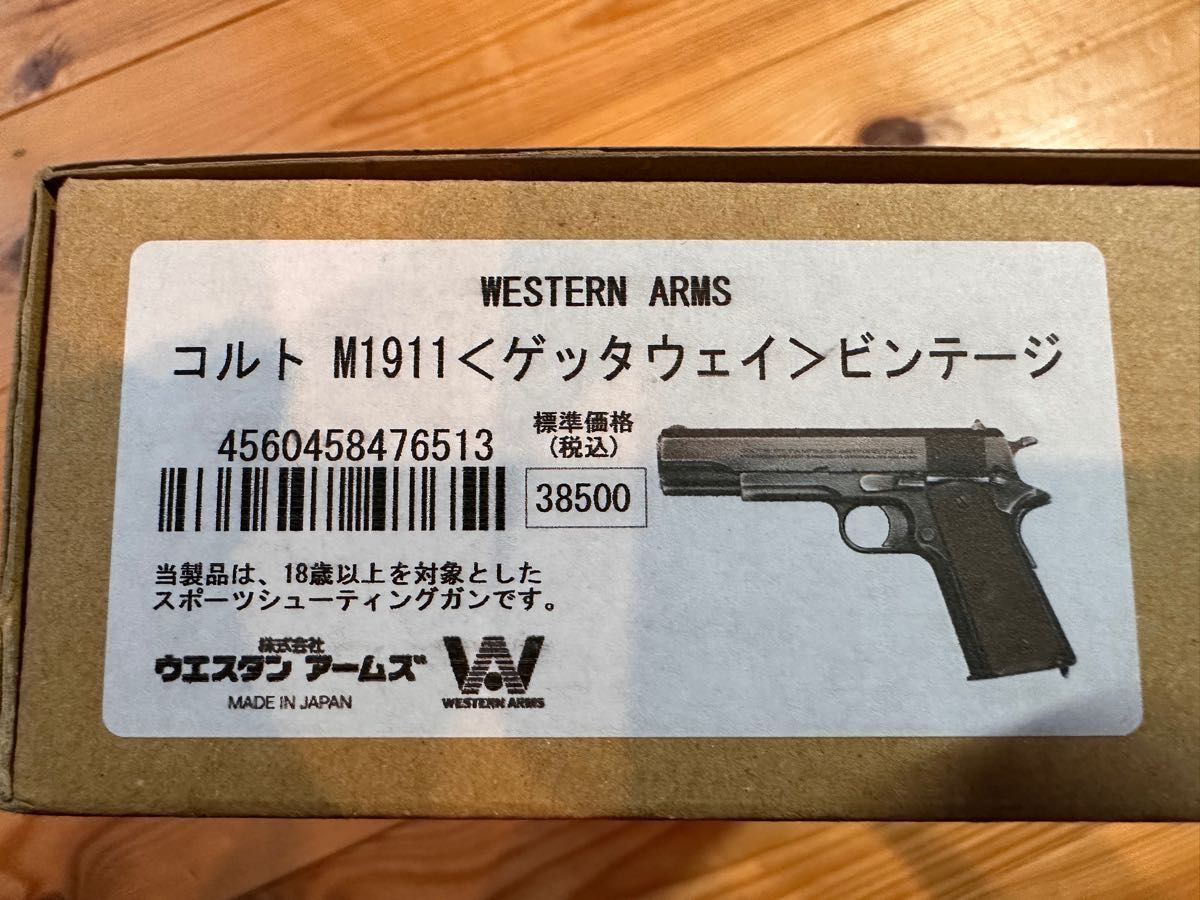 WESTERN ARMS
コルト M1911＜ゲッタウェイ＞ビンテージ
4560458476513
標準価格
(税込)
38500
当製品は、18歳以上を対象とした
スポーツシューティングガンです。
株式会社
ウエスタン アームズ
MADE IN JAPAN
WA
WESTERN ARMS